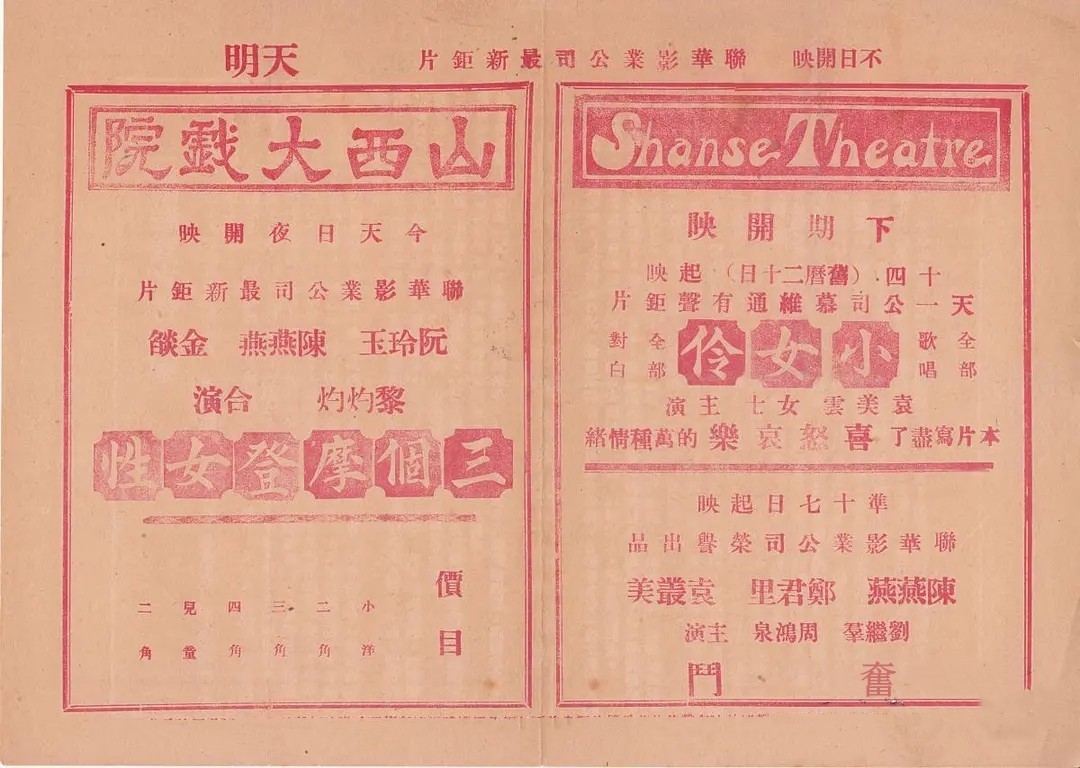 不日開映 聯華影業公司最新鉅片 天明
Shanse Theatre
下期開映
十四．（舊曆二十日）起映
天一公司慕維通有聲鉅片
全部歌唱 小女伶 全部對白
袁美雲女士主演
本片寫盡了喜怒哀樂的萬種情緒
準十七日起映
聯華影業公司榮譽出品
陳燕燕 鄭君里 袁叢美
劉繼羣 周鴻泉 主演
奮鬥
山西大戲院
今天日夜開映
聯華影業公司最新鉅片
阮玲玉 陳燕燕 金燄
黎灼灼 合演
三個摩登女性
價目
小洋
二角
三角
四角
兒童
二角